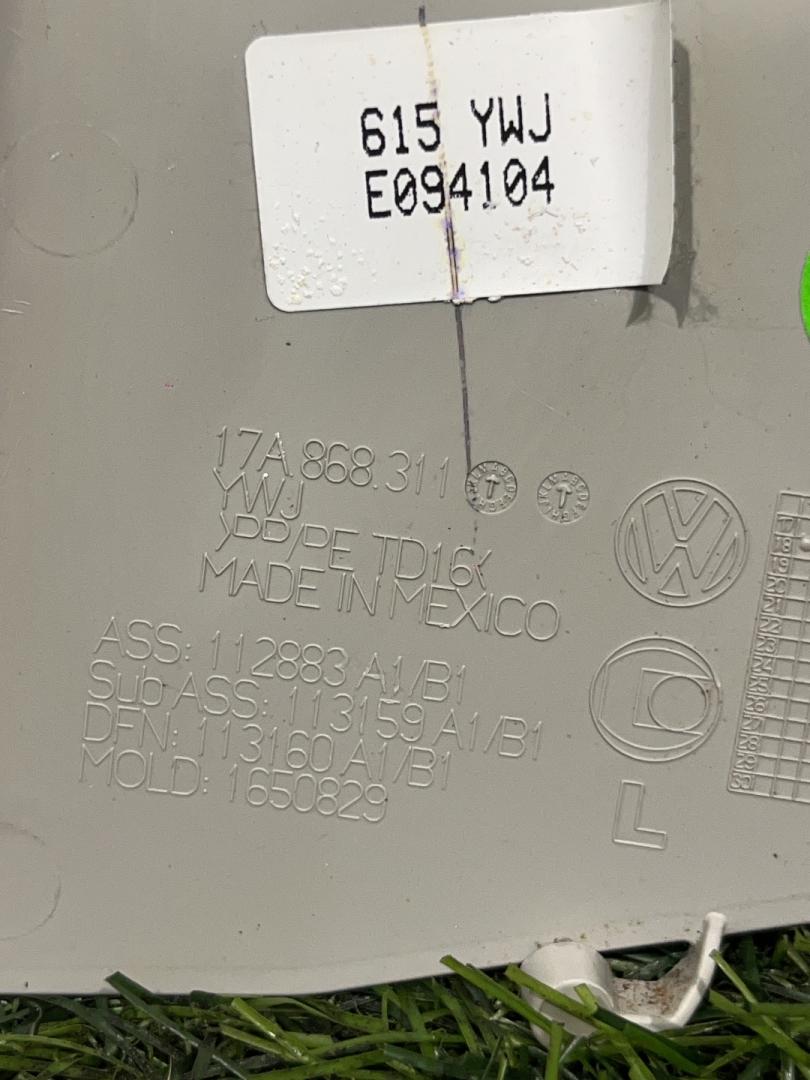 615 YWJ
E094104
17A.868.311
YWJ
>PP/PE TD16<
MADE IN MEXICO
ASS: 112883 A1/B1
Sub ASS: 113159 A1/B1
DFN: 113160 A1/B1
MOLD: 1650829
L